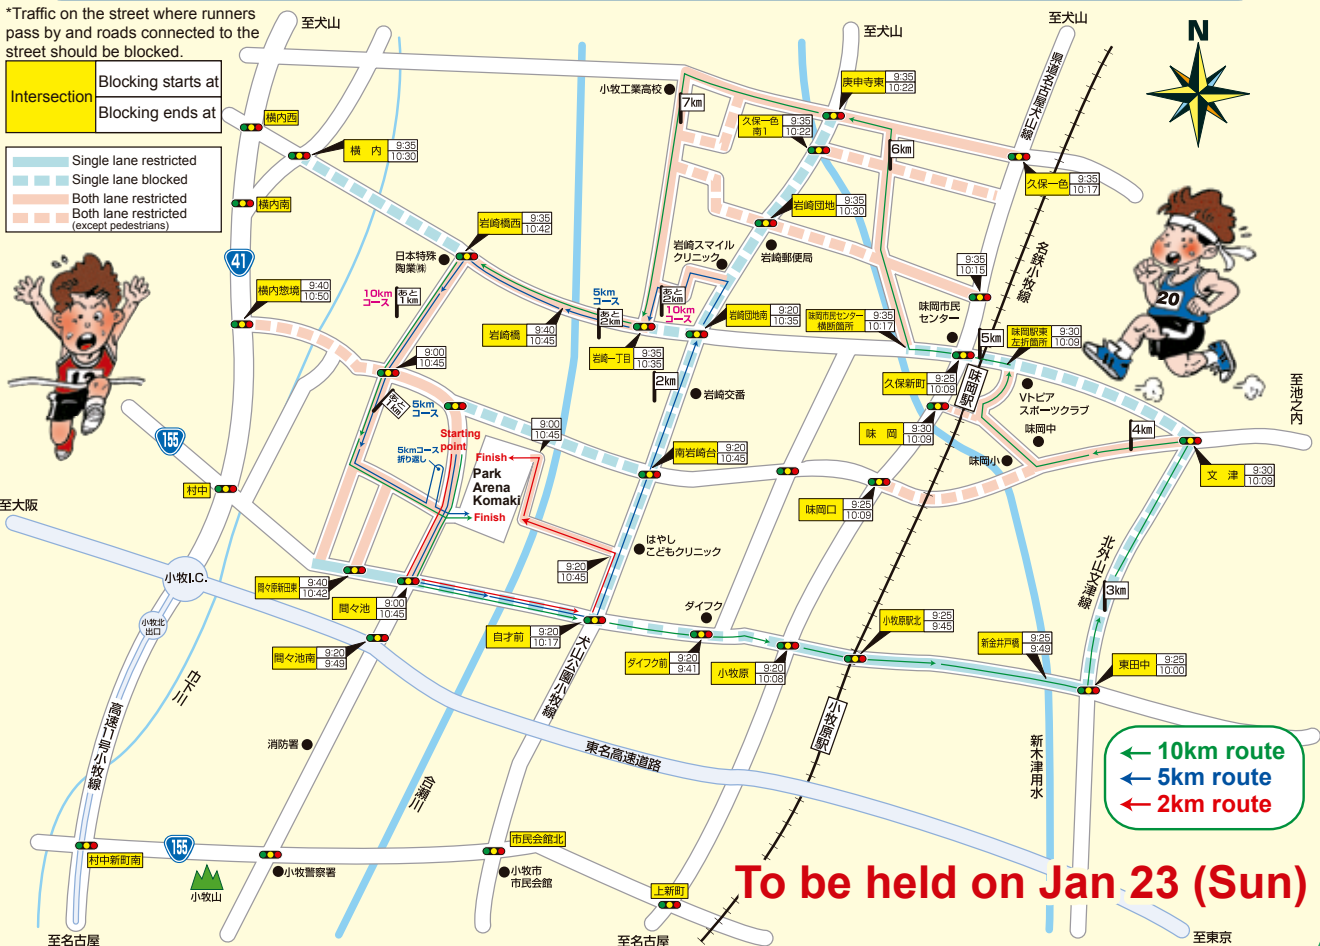 *Traffic on the street where runners
pass by and roads connected to the
street should be blocked.
Intersection
Blocking starts at
Blocking ends at
Single lane restricted
Single lane blocked
Both lane restricted
Both lane restricted
(except pedestrians)
至犬山
至犬山
至犬山
N
県道名古屋犬山線
小牧工業高校
7km
庚申寺東
9:35
10:22
久保一色
南1
9:35
10:22
6km
久保一色
9:35
10:17
横内西
横 内
9:35
10:30
横内南
41
横内惣境
9:40
10:50
岩崎橋西
9:35
10:42
日本特殊
陶業㈱
10km
コース
あと
1km
5km
コース
あと
2km
岩崎橋
9:40
10:45
岩崎スマイル
クリニック
あと
2km
10km
コース
岩崎一丁目
9:35
10:35
岩崎団地
9:35
10:30
岩崎郵便局
岩崎団地南
9:20
10:35
味岡市民センター
横断箇所
9:35
10:17
9:35
10:15
名鉄小牧線
味岡市民
センター
5km
味岡駅東
左折箇所
9:30
10:09
久保新町
9:25
10:09
味岡駅
味 岡
9:30
10:09
Vトピア
スポーツクラブ
味岡中
味岡小
4km
至池之内
文 津
9:30
10:09
20
9:00
10:45
あと
1km
5km
コース
Starting
point
5kmコース
折り返し
Finish
Park
Arena
Komaki
Finish
9:00
10:45
2km
岩崎交番
南岩崎台
9:20
10:45
味岡口
9:25
10:09
155
村中
至大阪
小牧I.C.
小牧北
出口
間々原新田東
9:40
10:42
間々池
9:00
10:45
間々池南
9:20
9:49
はやし
こどもクリニック
9:20
10:45
自才前
9:20
10:17
ダイフク
ダイフク前
9:20
9:41
小牧原
9:20
10:08
小牧原駅北
9:25
9:45
新金井戸橋
9:25
9:49
東田中
9:25
10:00
3km
北外山文津線
犬山公園小牧線
小牧原駅
東名高速道路
新木津用水
巾下川
合瀬川
高速11号小牧線
消防署
10km route
5km route
2km route
155
村中新町南
小牧山
小牧警察署
市民会館北
小牧市
市民会館
上新町
To be held on Jan 23 (Sun)
至名古屋
至名古屋
至東京